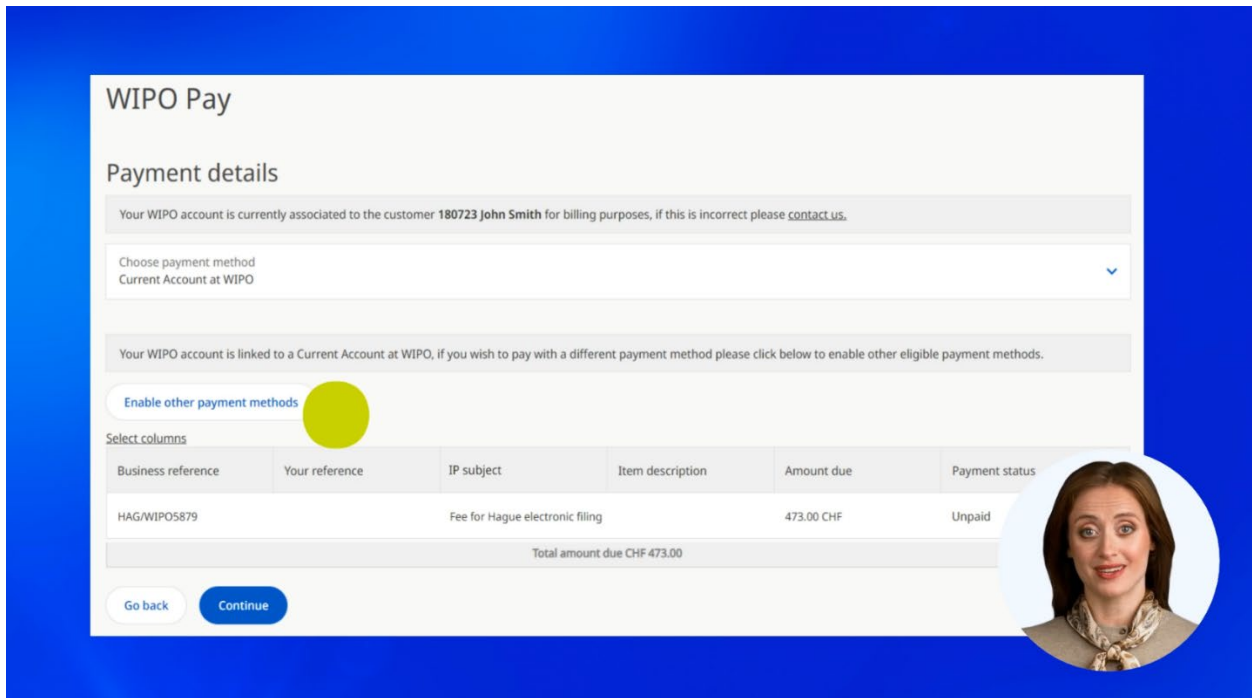 WIPO Pay
Payment details
Your WIPO account is currently associated to the customer 180723 John Smith for billing purposes, if this is incorrect please contact us.
Choose payment method
Current Account at WIPO
Your WIPO account is linked to a Current Account at WIPO, if you wish to pay with a different payment method please click below to enable other eligible payment methods.
Enable other payment methods
Select columns
Business reference Your reference IP subject Item description Amount due Payment status
HAG/WIPO5879 Fee for Hague electronic filing 473.00 CHF Unpaid
Total amount due CHF 473.00
Go back Continue